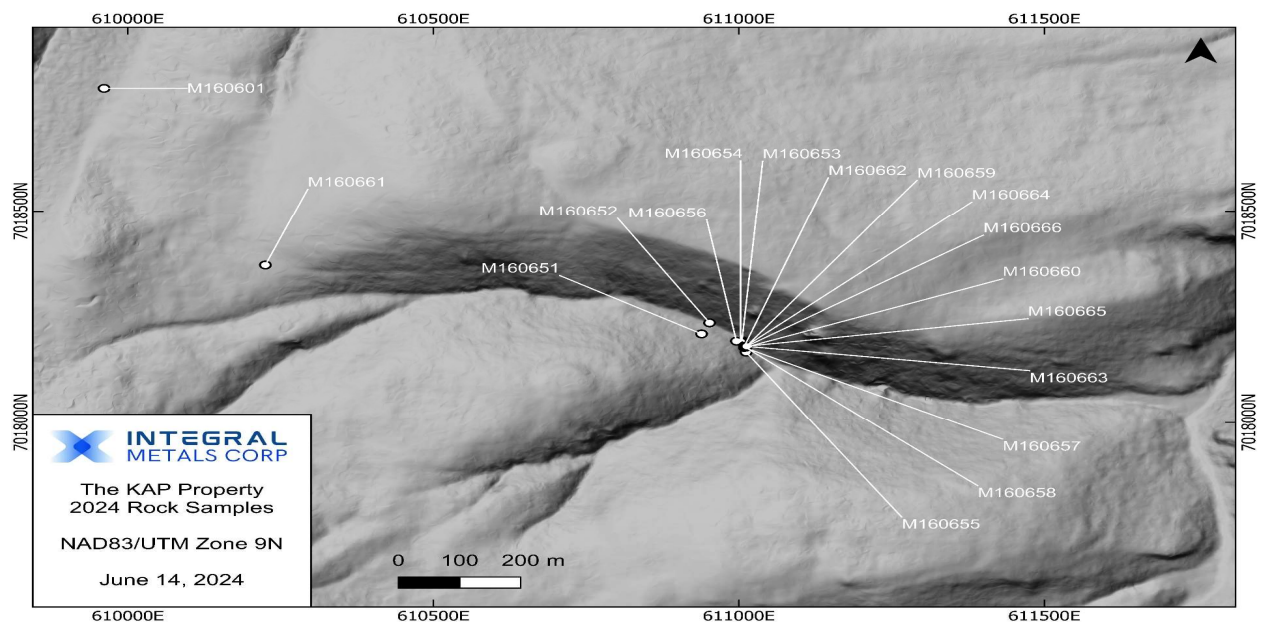 610000E 610500E 611000E 611500E
M160601
M160654 M160653
M160662 M160659
M160661
M160664
M160652 M160656
M160666
7018500N 7018500N
M160651
M160660
M160665
M160663
7018000N 7018000N
INTEGRAL
METALS CORP
M160657
The KAP Property
2024 Rock Samples
M160658
M160655
NAD83/UTM Zone 9N
0 100 200 m
June 14, 2024
610000E 610500E 611000E 611500E